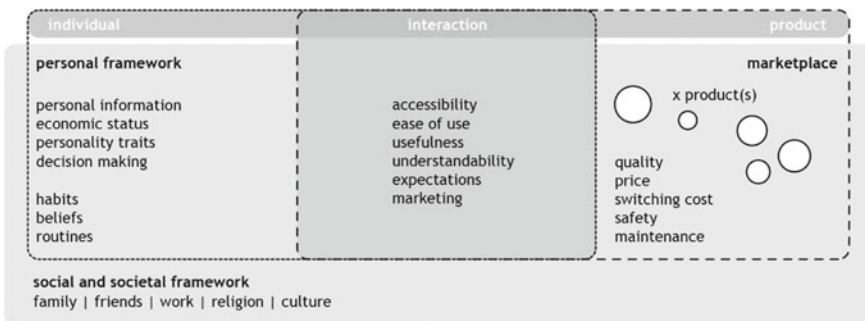 individual
interaction
product
personal framework
marketplace
personal information
economic status
personality traits
decision making
habits
beliefs
routines
accessibility
ease of use
usefulness
understandability
expectations
marketing
x product(s)
quality
price
switching cost
safety
maintenance
social and societal framework
family | friends | work | religion | culture